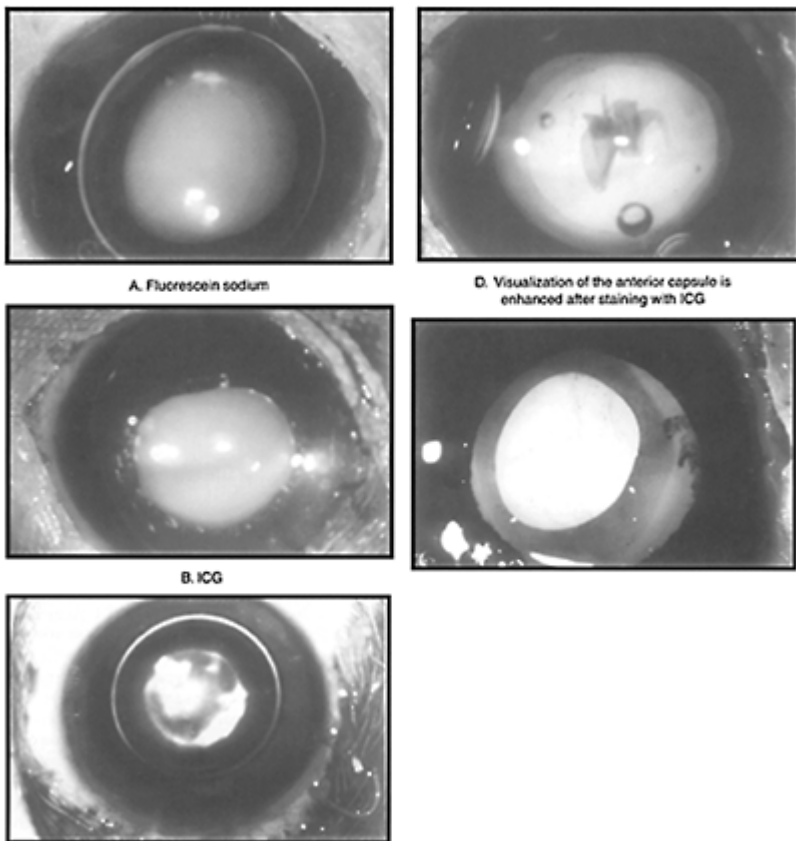 A. Fluorescein sodium
D. Visualization of the anterior capsule is
enhanced after staining with ICG
B. ICG